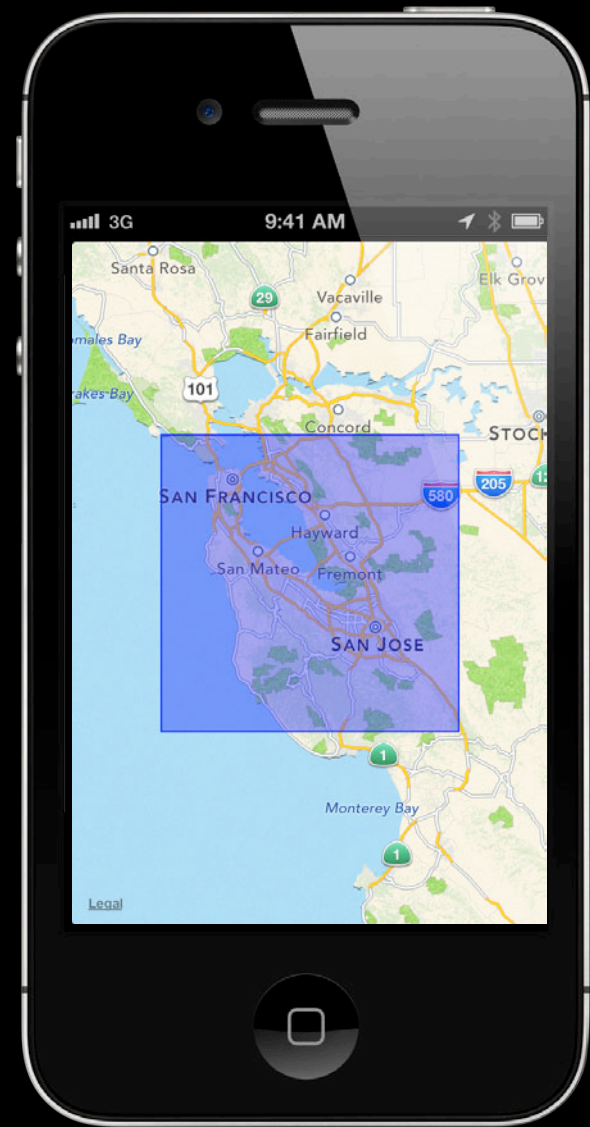 3G 9:41 AM
Santa Rosa
Elk Grov
29
Vacaville
omales Bay
Fairfield
rakes Bay
101
Concord
STOCK
SAN FRANCISCO
580
205
Hayward
San Mateo
Fremont
SAN JOSE
1
Monterey Bay
1
Legal